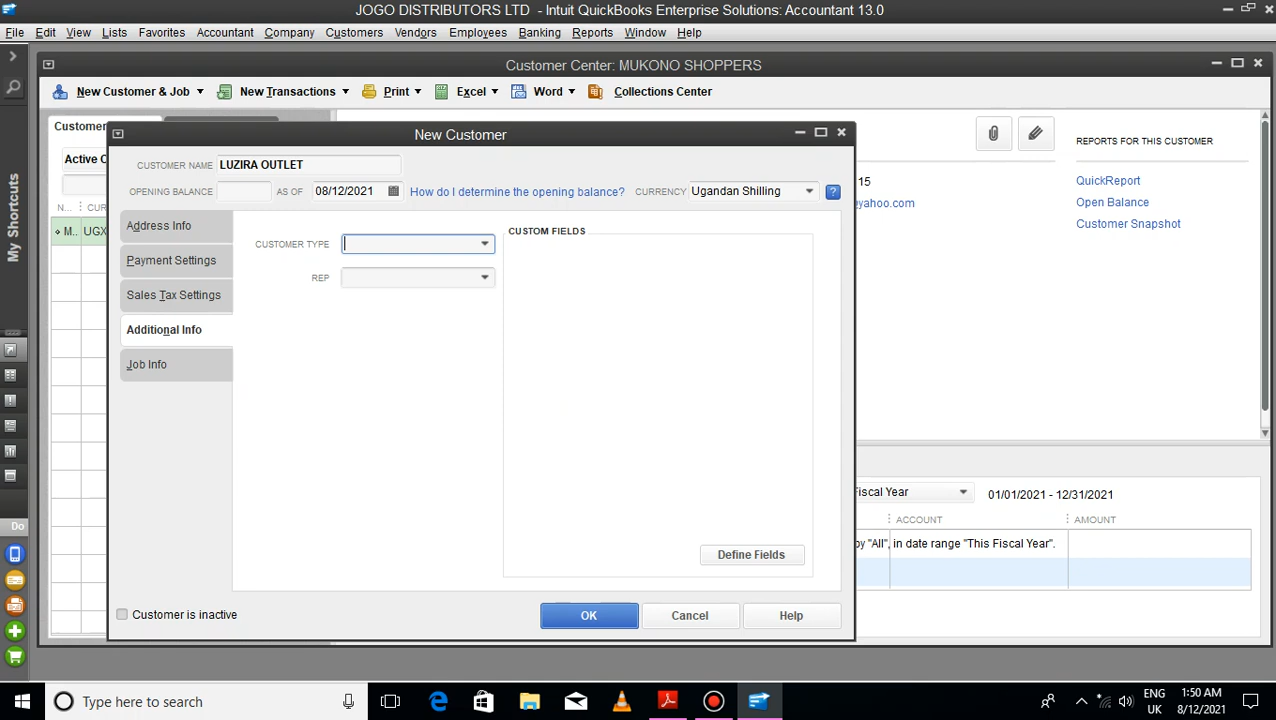 JOGO DISTRIBUTORS LTD - Intuit QuickBooks Enterprise Solutions: Accountant 13.0
File Edit View Lists Favorites Accountant Company Customers Vendors Employees Banking Reports Window Help
Customer Center: MUKONO SHOPPERS
New Customer & Job New Transactions Print Excel Word Collections Center
My Shortcuts
Do
Customer
Active C
N... CUR
M.. UGX
15
@yahoo.com
REPORTS FOR THIS CUSTOMER
QuickReport
Open Balance
Customer Snapshot
New Customer
CUSTOMER NAME LUZIRA OUTLET
OPENING BALANCE AS OF 08/12/2021 How do I determine the opening balance? CURRENCY Ugandan Shilling ?
Address Info
Payment Settings
Sales Tax Settings
Additional Info
Job Info
CUSTOMER TYPE
REP
CUSTOM FIELDS
Define Fields
Customer is inactive
OK Cancel Help
Fiscal Year 01/01/2021 - 12/31/2021
ACCOUNT AMOUNT
by "All", in date range "This Fiscal Year".
Type here to search
ENG
UK
1:50 AM
8/12/2021